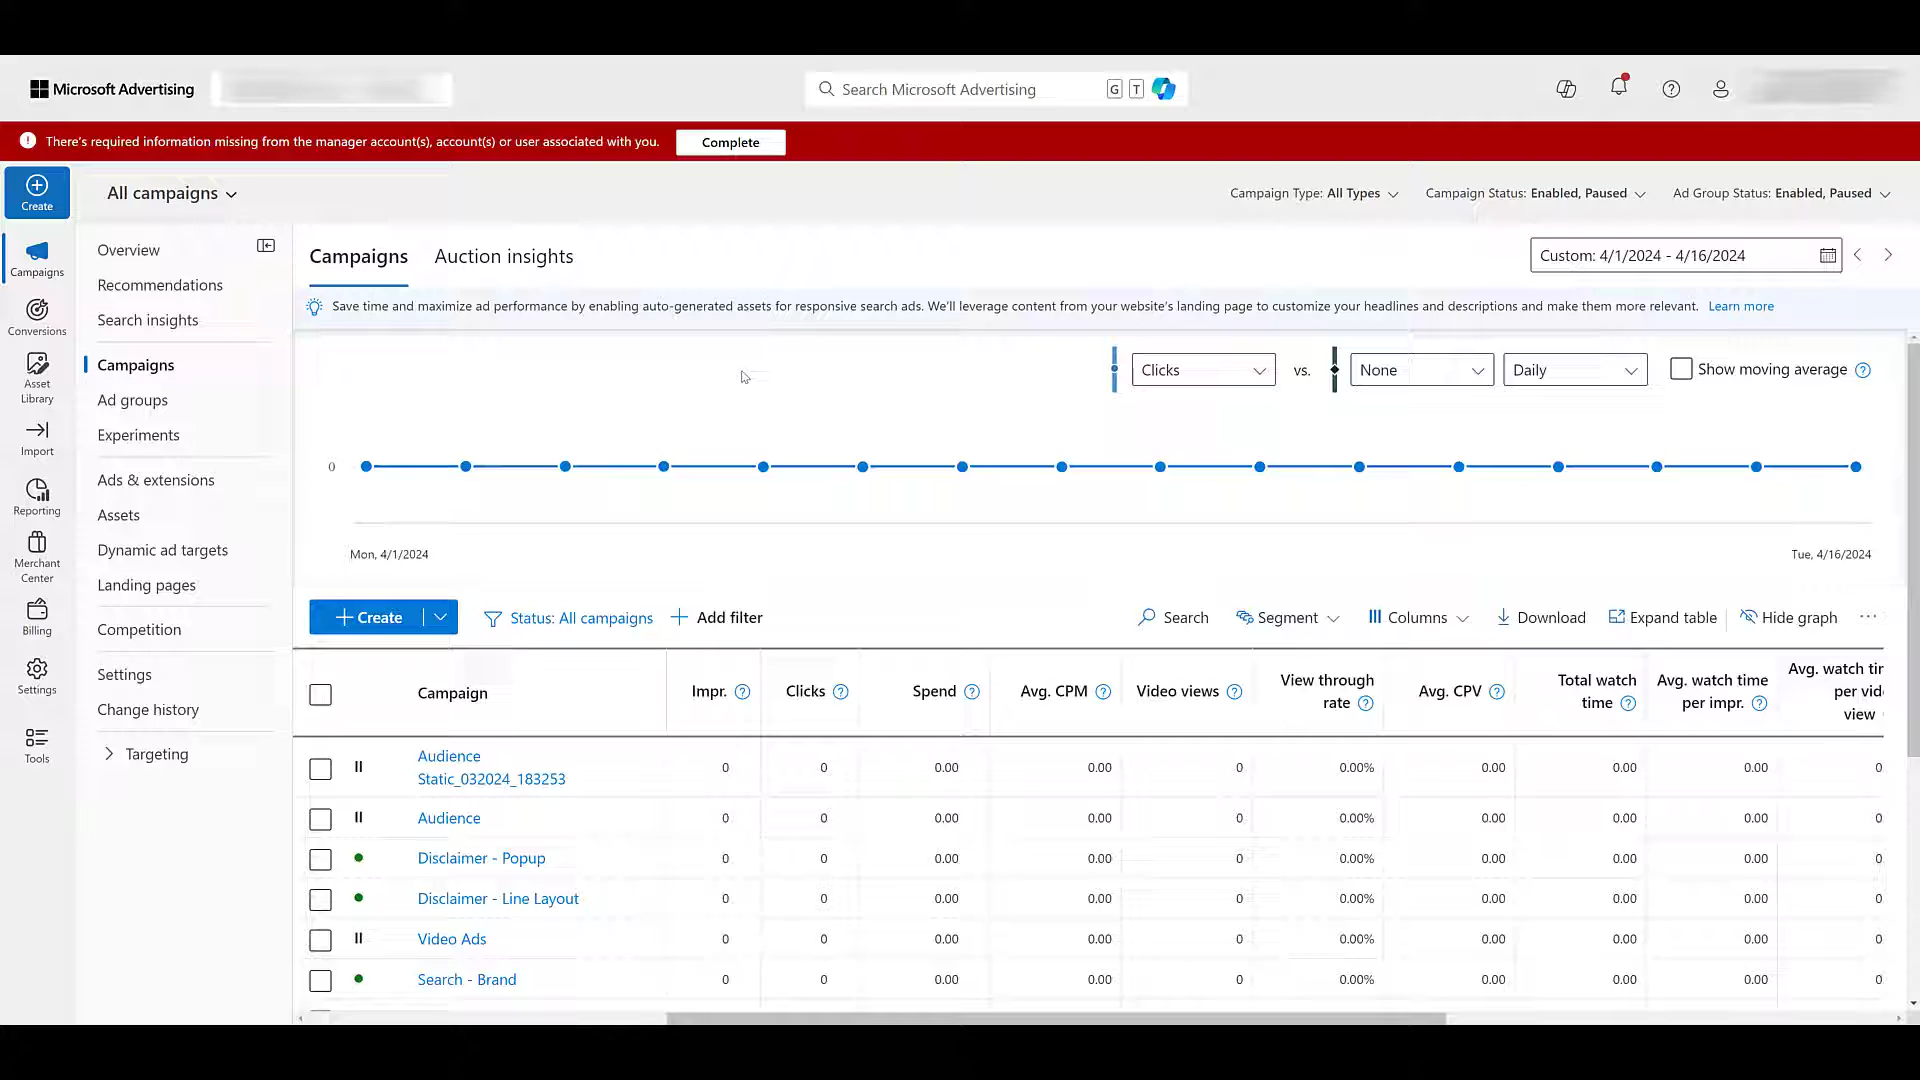 Microsoft Advertising
Search Microsoft Advertising
G
T
There's required information missing from the manager account(s), account(s) or user associated with you.
Complete
Create
All campaigns
Campaign Type: All Types
Campaign Status: Enabled, Paused
Ad Group Status: Enabled, Paused
Campaigns
Conversions
Asset
Library
Import
Reporting
Merchant
Center
Billing
Settings
Tools
Overview
Recommendations
Search insights
Campaigns
Ad groups
Experiments
Ads & extensions
Assets
Dynamic ad targets
Landing pages
Competition
Settings
Change history
Targeting
Campaigns
Auction insights
Custom: 4/1/2024 - 4/16/2024
Save time and maximize ad performance by enabling auto-generated assets for responsive search ads. We'll leverage content from your website's landing page to customize your headlines and descriptions and make them more relevant. Learn more
Clicks
vs.
None
Daily
Show moving average
0
Mon, 4/1/2024
Tue, 4/16/2024
Create
Status: All campaigns
Add filter
Search
Segment
Columns
Download
Expand table
Hide graph
Campaign
Impr.
Clicks
Spend
Avg. CPM
Video views
View through
rate
Avg. CPV
Total watch
time
Avg. watch time
per impr.
Avg. watch tim
per vide
view
Audience
Static_032024_183253
0 0 0.00 0.00 0 0.00% 0.00 0.00 0.00 0
Audience 0 0 0.00 0.00 0 0.00% 0.00 0.00 0.00 0
Disclaimer - Popup 0 0 0.00 0.00 0 0.00% 0.00 0.00 0.00 0
Disclaimer - Line Layout 0 0 0.00 0.00 0 0.00% 0.00 0.00 0.00 0
Video Ads 0 0 0.00 0.00 0 0.00% 0.00 0.00 0.00 0
Search - Brand 0 0 0.00 0.00 0 0.00% 0.00 0.00 0.00 0